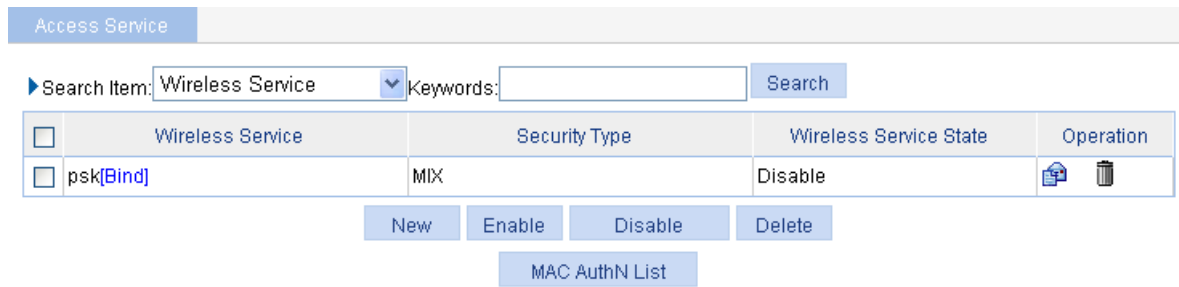 Access Service
Search Item: Wireless Service Keywords: Search
Wireless Service Security Type Wireless Service State Operation
psk[Bind] MIX Disable
New Enable Disable Delete
MAC AuthN List